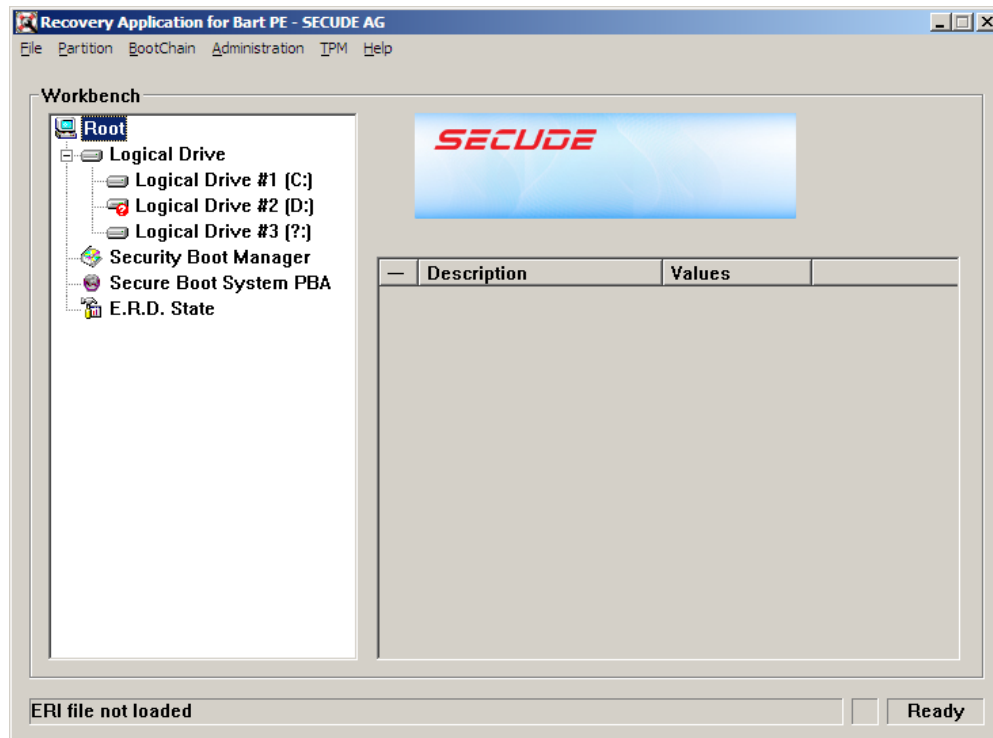 Recovery Application for Bart PE - SECUDE AG
File Partition BootChain Administration TPM Help
Workbench
Root
Logical Drive
Logical Drive #1 (C:)
Logical Drive #2 (D:)
Logical Drive #3 (?:)
Security Boot Manager
Secure Boot System PBA
E.R.D. State
SECUDE
— Description Values
ERI file not loaded
Ready